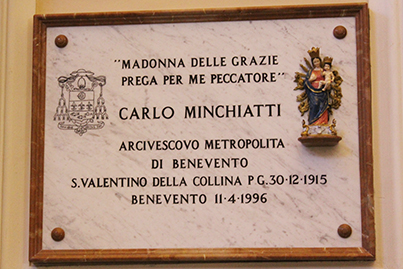 "MADONNA DELLE GRAZIE
PREGA PER ME PECCATORE"
CARLO MINCHIATTI
ARCIVESCOVO METROPOLITA
DI BENEVENTO
S.VALENTINO DELLA COLLINA P G.30·12·1915
BENEVENTO 11·4·1996